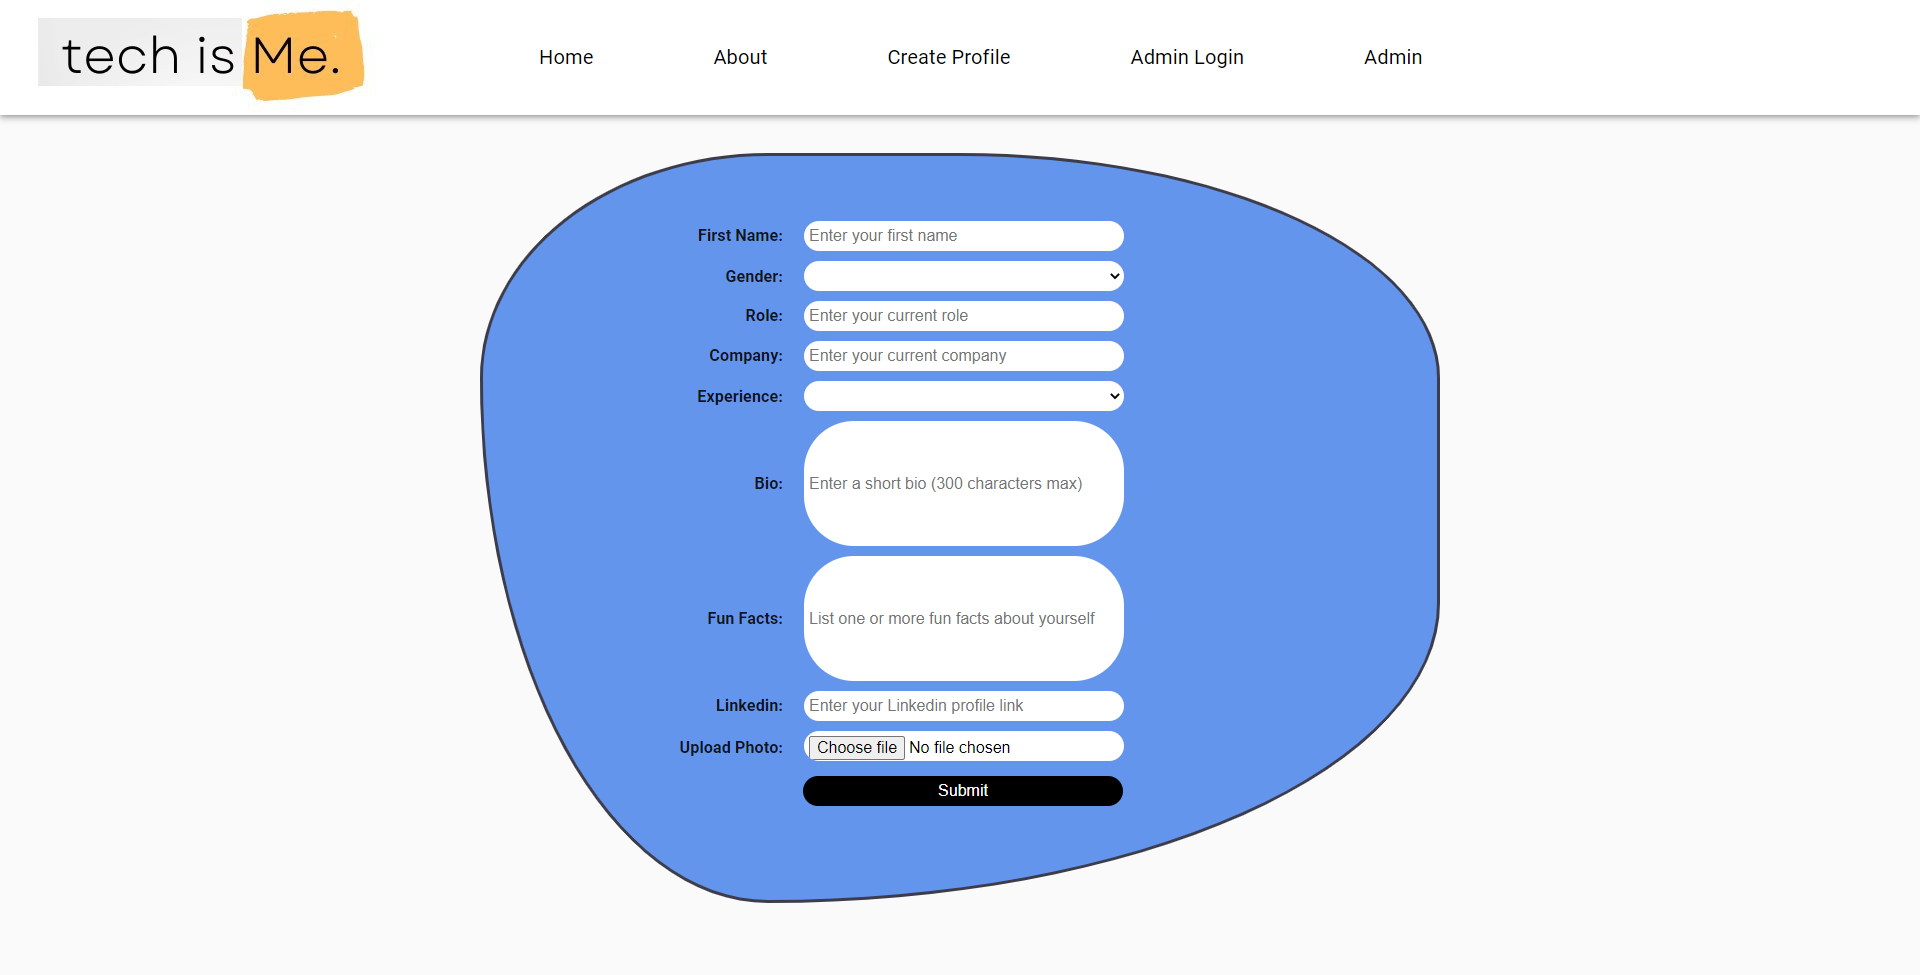 tech is Me.
Home
About
Create Profile
Admin Login
Admin
First Name: Enter your first name
Gender:
Role: Enter your current role
Company: Enter your current company
Experience:
Bio: Enter a short bio (300 characters max)
Fun Facts: List one or more fun facts about yourself
Linkedin: Enter your Linkedin profile link
Upload Photo: Choose file No file chosen
Submit